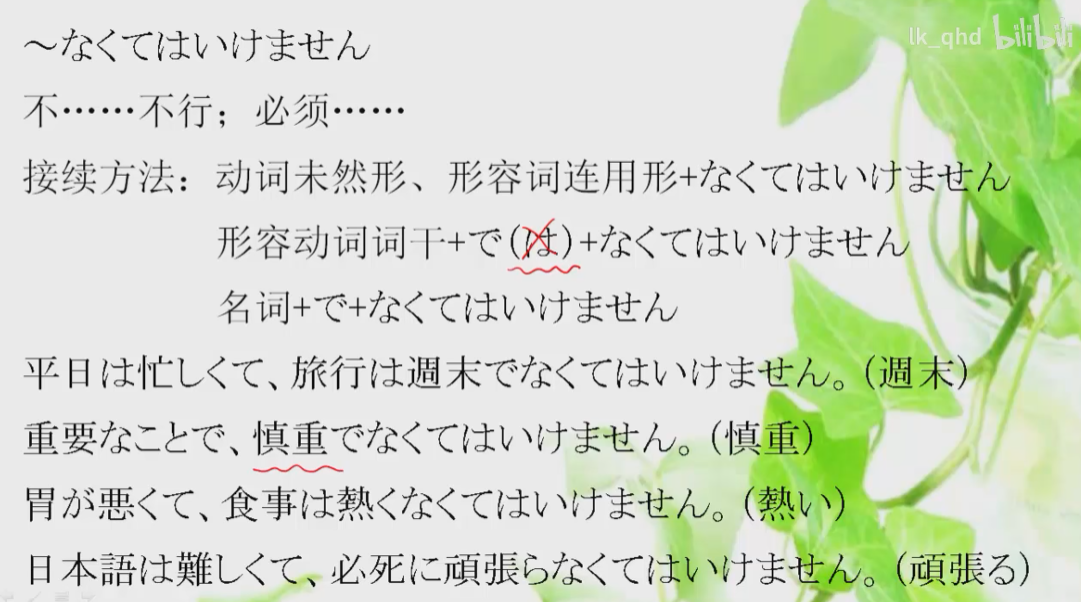 lk_qhd bilibili
～なくてはいけません
不……不行；必须……
接续方法：动词未然形、形容词连用形+なくてはいけません
形容动词词干+で(は)+なくてはいけません
名词+で+なくてはいけません
平日は忙しくて、旅行は週末でなくてはいけません。(週末)
重要なことで、慎重でなくてはいけません。(慎重)
胃が悪くて、食事は熱くなくてはいけません。(熱い)
日本語は難しくて、必死に頑張らなくてはいけません。(頑張る)